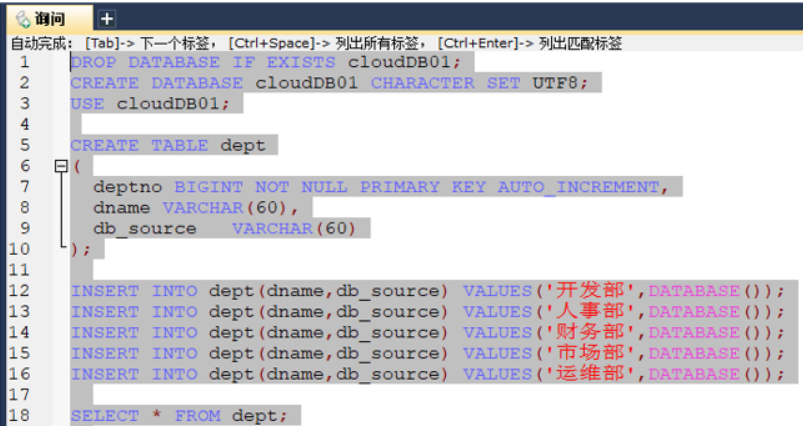 询问
自动完成: [Tab]-> 下一个标签, [Ctrl+Space]-> 列出所有标签, [Ctrl+Enter]-> 列出匹配标签
1 DROP DATABASE IF EXISTS cloudDB01;
2 CREATE DATABASE cloudDB01 CHARACTER SET UTF8;
3 USE cloudDB01;
4
5 CREATE TABLE dept
6 (
7 deptno BIGINT NOT NULL PRIMARY KEY AUTO_INCREMENT,
8 dname VARCHAR(60),
9 db_source VARCHAR(60)
10 );
11
12 INSERT INTO dept(dname,db_source) VALUES('开发部',DATABASE());
13 INSERT INTO dept(dname,db_source) VALUES('人事部',DATABASE());
14 INSERT INTO dept(dname,db_source) VALUES('财务部',DATABASE());
15 INSERT INTO dept(dname,db_source) VALUES('市场部',DATABASE());
16 INSERT INTO dept(dname,db_source) VALUES('运维部',DATABASE());
17
18 SELECT * FROM dept;